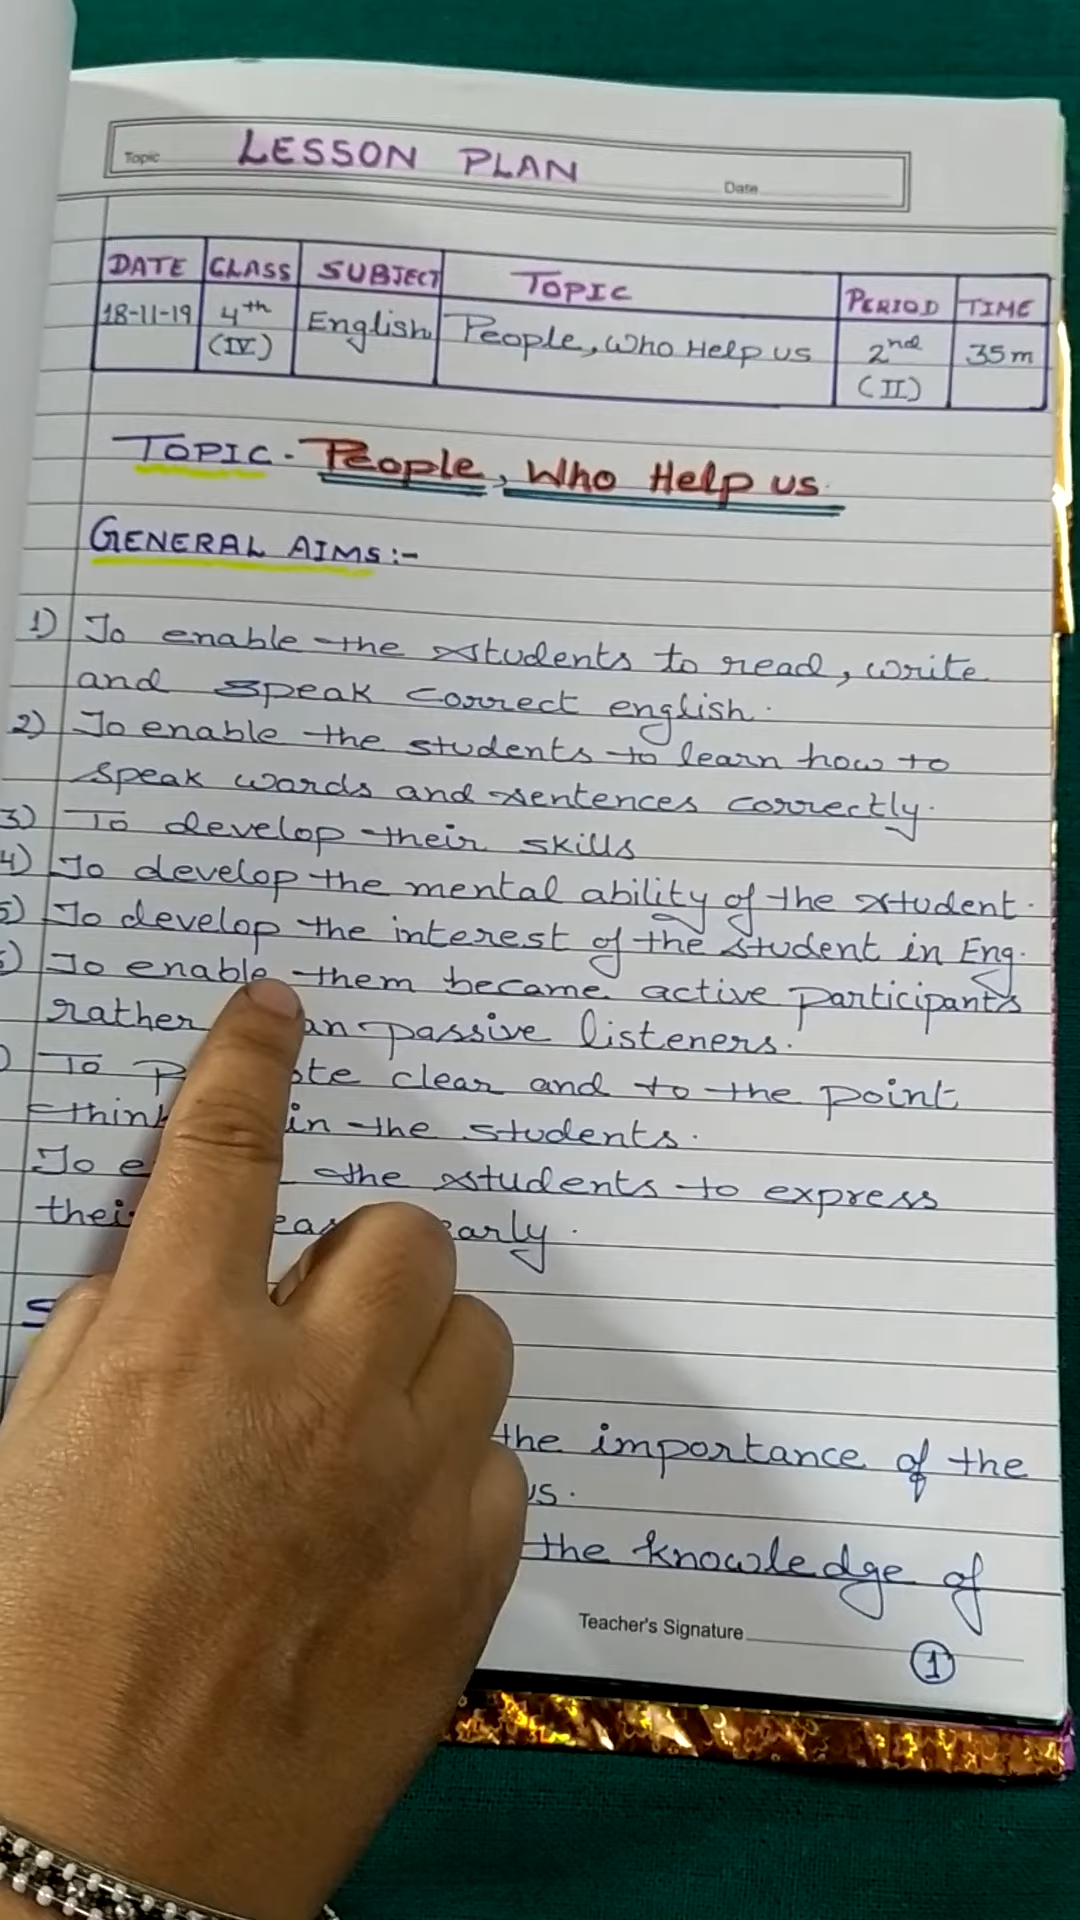 Topic LESSON PLAN
Date
DATE CLASS SUBJECT TOPIC PERIOD TIME
18-11-19 4th (IV) English People, Who Help us 2nd (II) 35m
TOPIC - People, Who Help us.
GENERAL AIMS:-
1) To enable the students to read, write
and speak correct english.
2) To enable the students to learn how to
speak words and sentences correctly.
3) To develop their skills
4) To develop the mental ability of the student.
5) To develop the interest of the student in Eng.
) To enable them became active participants
rather an passive listeners.
) To clear and to the point
in the students.
To the students to express
the importance of the
us.
the knowledge of
Teacher's Signature
1